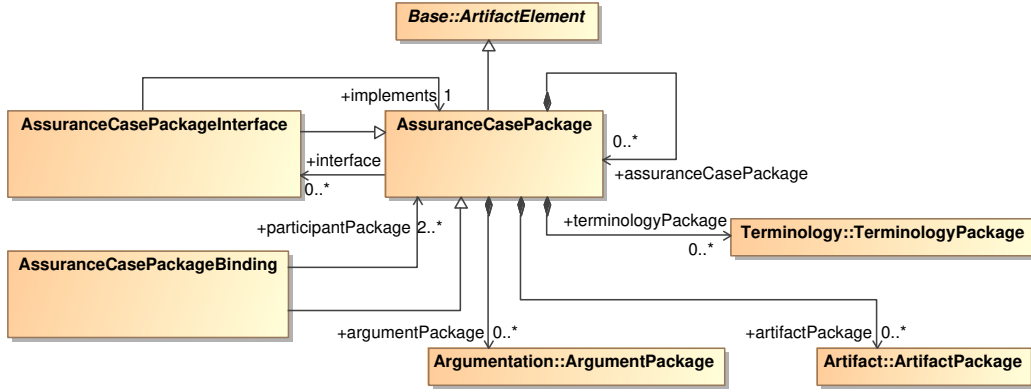 Base::ArtifactElement
+implements 1
AssuranceCasePackageInterface
AssuranceCasePackage
0..*
+interface
0..*
+assuranceCasePackage
+participantPackage 2..*
+terminologyPackage
0..*
Terminology::TerminologyPackage
AssuranceCasePackageBinding
+argumentPackage 0..*
+artifactPackage 0..*
Argumentation::ArgumentPackage
Artifact::ArtifactPackage